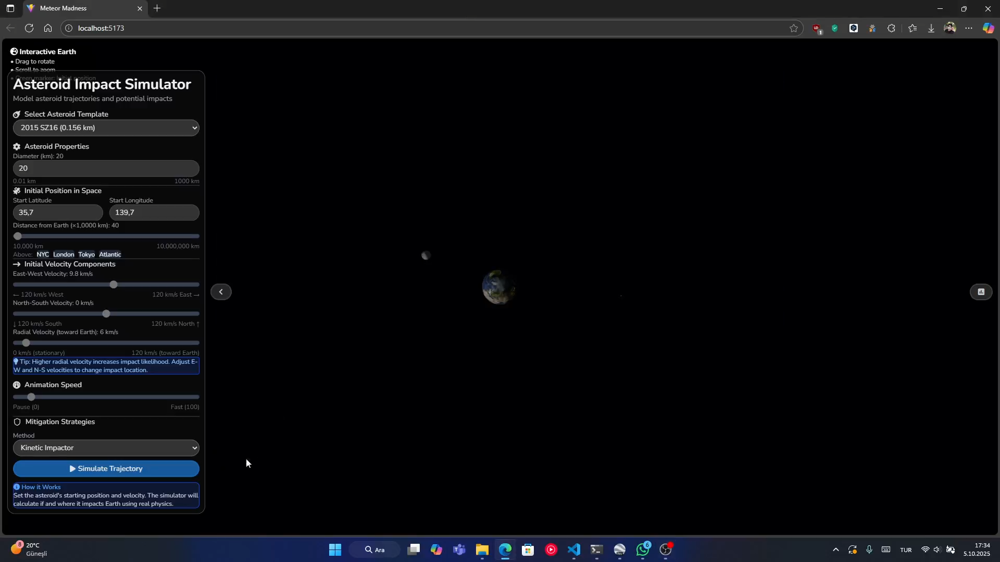 Meteor Madness
localhost:5173
1
Interactive Earth
• Drag to rotate
• Scroll to zoom
• Green marker: Initial position
Asteroid Impact Simulator
Model asteroid trajectories and potential impacts
Select Asteroid Template
2015 SZ16 (0.156 km)
Asteroid Properties
Diameter (km): 20
20
0.01 km 1000 km
Initial Position in Space
Start Latitude Start Longitude
35,7 139,7
Distance from Earth (×1,0000 km): 40
10,000 km 10,000,000 km
Above: NYC London Tokyo Atlantic
→ Initial Velocity Components
East-West Velocity: 9.8 km/s
← 120 km/s West 120 km/s East →
North-South Velocity: 0 km/s
↓ 120 km/s South 120 km/s North ↑
Radial Velocity (toward Earth): 6 km/s
0 km/s (stationary) 120 km/s (toward Earth)
Tip: Higher radial velocity increases impact likelihood. Adjust E-
W and N-S velocities to change impact location.
Animation Speed
Pause (0) Fast (100)
Mitigation Strategies
Method
Kinetic Impactor
Simulate Trajectory
How it Works
Set the asteroid's starting position and velocity. The simulator will
calculate if and where it impacts Earth using real physics.
8
20°C
Güneşli
Ara
6
TUR
17:34
5.10.2025